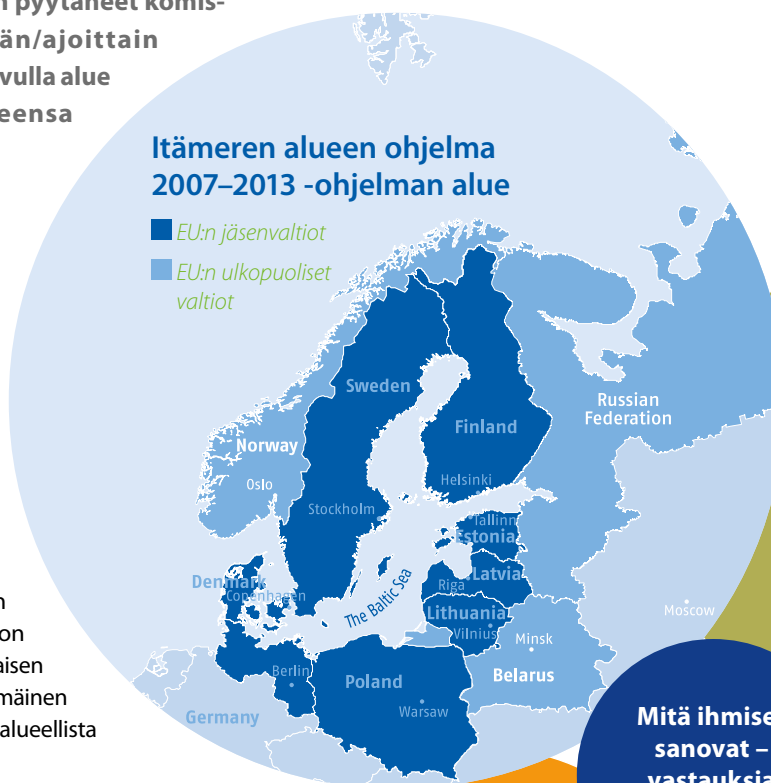 pyytäneet komis-
än/ajoittain
vulla alue
eensa
Itämeren alueen ohjelma
2007–2013 -ohjelman alue
EU:n jäsenvaltiot
EU:n ulkopuoliset
valtiot
Sweden
Finland
Russian
Federation
Norway
Oslo
Helsinki
Stockholm
Tallinn
Estonia
Denmark
Copenhagen
Latvia
Riga
The Baltic Sea
Lithuania
Vilnius
Moscow
Minsk
Belarus
Berlin
Poland
Warsaw
Germany
n
on
aisen
mäinen
alueellista
Mitä ihmise
sanovat –
vastauksia